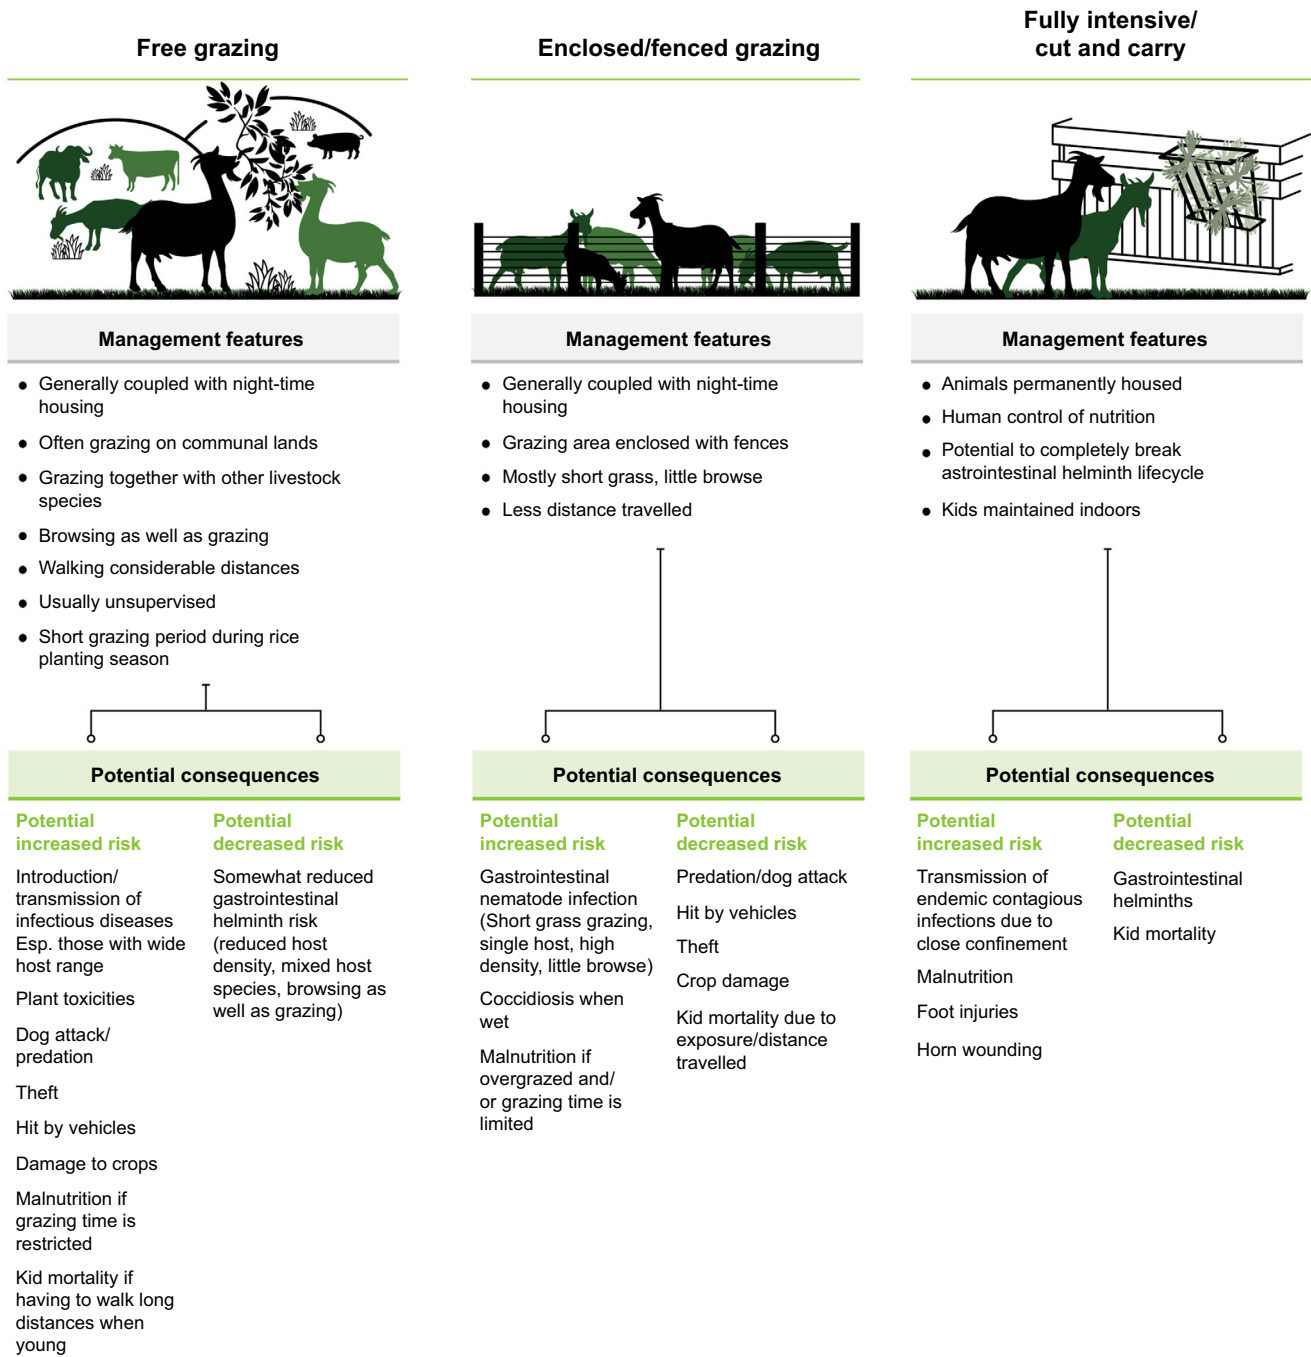 Free grazing
Management features
Generally coupled with night-time
housing
Often grazing on communal lands
Grazing together with other livestock
species
Browsing as well as grazing
Walking considerable distances
Usually unsupervised
Short grazing period during rice
planting season
Potential consequences
Potential
increased risk
Introduction/
transmission of
infectious diseases
Esp. those with wide
host range
Plant toxicities
Dog attack/
predation
Theft
Hit by vehicles
Damage to crops
Malnutrition if
grazing time is
restricted
Kid mortality if
having to walk long
distances when
young
Potential
decreased risk
Somewhat reduced
gastrointestinal
helminth risk
(reduced host
density, mixed host
species, browsing as
well as grazing)
Enclosed/fenced grazing
Management features
Generally coupled with night-time
housing
Grazing area enclosed with fences
Mostly short grass, little browse
Less distance travelled
Potential consequences
Potential
increased risk
Gastrointestinal
nematode infection
(Short grass grazing,
single host, high
density, little browse)
Coccidiosis when
wet
Malnutrition if
overgrazed and/
or grazing time is
limited
Potential
decreased risk
Predation/dog attack
Hit by vehicles
Theft
Crop damage
Kid mortality due to
exposure/distance
travelled
Fully intensive/
cut and carry
Management features
Animals permanently housed
Human control of nutrition
Potential to completely break
astrointestinal helminth lifecycle
Kids maintained indoors
Potential consequences
Potential
increased risk
Transmission of
endemic contagious
infections due to
close confinement
Malnutrition
Foot injuries
Horn wounding
Potential
decreased risk
Gastrointestinal
helminths
Kid mortality